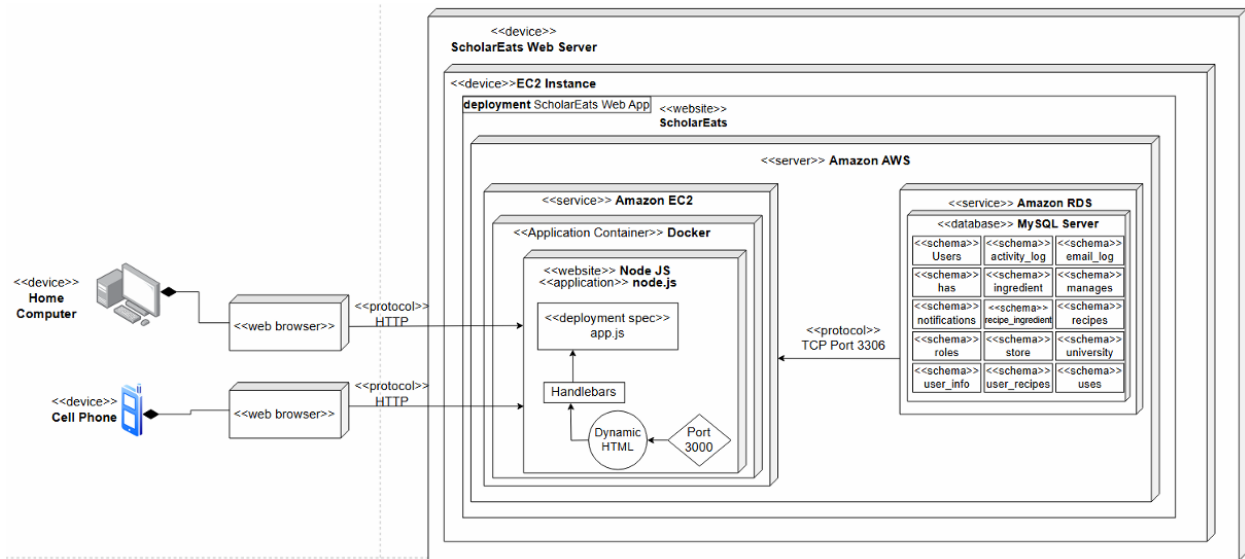 <<device>>
ScholarEats Web Server
<<device>>EC2 Instance
deployment ScholarEats Web App
<<website>>
ScholarEats
<<server>> Amazon AWS
<<service>> Amazon EC2
<<Application Container>> Docker
<<website>> Node JS
<<application>> node.js
<<deployment spec>>
app.js
Handlebars
Dynamic
HTML
Port
3000
<<protocol>>
TCP Port 3306
<<service>> Amazon RDS
<<database>> MySQL Server
<<schema>>
Users
<<schema>>
activity_log
<<schema>>
email_log
<<schema>>
has
<<schema>>
ingredient
<<schema>>
manages
<<schema>>
notifications
<<schema>>
recipe_ingredient
<<schema>>
recipes
<<schema>>
roles
<<schema>>
store
<<schema>>
university
<<schema>>
user_info
<<schema>>
user_recipes
<<schema>>
uses
<<device>>
Home
Computer
<<web browser>>
<<protocol>>
HTTP
<<device>>
Cell Phone
<<web browser>>
<<protocol>>
HTTP